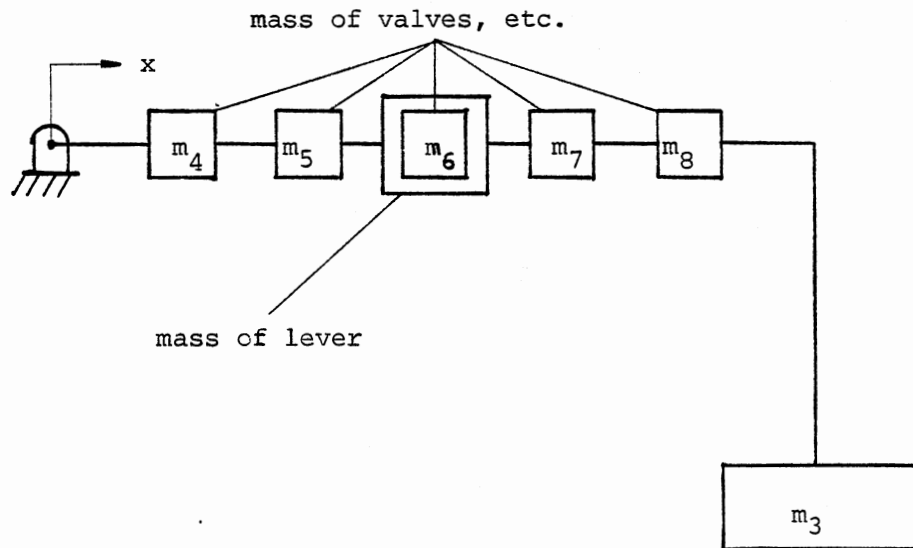 mass of valves, etc.
x
m4 m5 m6 m7 m8
mass of lever
m3